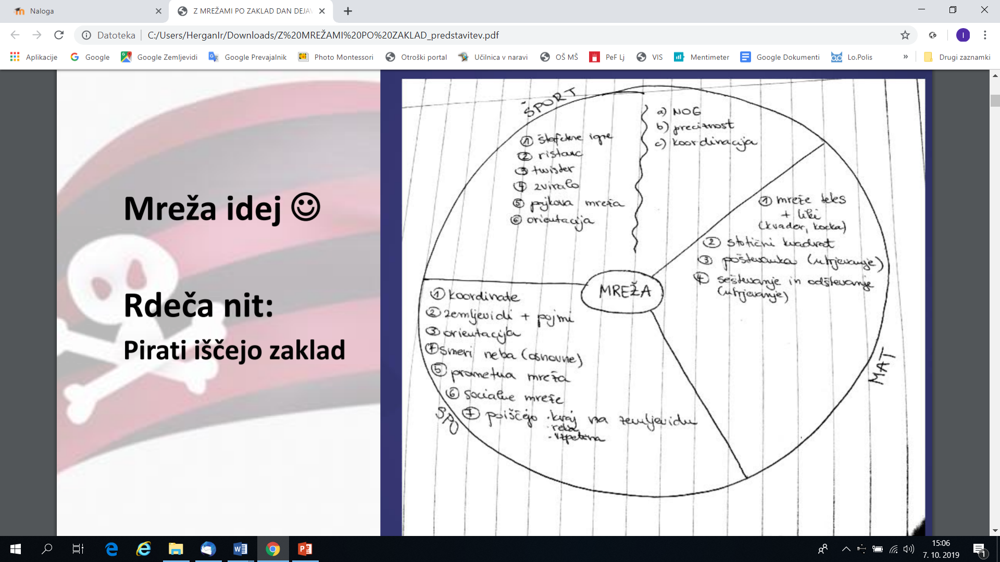 Naloga
Z MREŽAMI PO ZAKLAD DAN DEJAV
Datoteka
C:/Users/HerganIr/Downloads/Z%20MREŽAMI%20PO%20ZAKLAD_predstavitev.pdf
I
Aplikacije
Google
Google Zemljevidi
Google Prevajalnik
Photo Montessori
Otroški portal
Učilnica v naravi
OŠ MŠ
PeF Lj
VIS
Mentimeter
Google Dokumenti
Lo.Polis
»
Drugi zaznamki
Mreža idej
Rdeča nit:
Pirati iščejo zaklad
ŠPORT
① štafetne igre
② ristanc
③ twister
④ zviralo
⑤ pajkova mreža
⑥ orientacija
a) NOG
b) preciznost
c) koordinacija
① mreže teles
+ liki
(kvader, kocka)
② stotični kvadrat
③ poštevanka (utrjevanje)
④ seštevanje in odštevanje
(utrjevanje)
MAT
MREŽA
① koordinate
② zemljevidi + pojmi
③ orientacija
④ smeri neba (osnovne)
⑤ prometna mreža
⑥ socialne mreže
⑦ poiščejo · kraj na zemljevidu
· reka
- vzpetina
SPO
15:06
7. 10. 2019
1